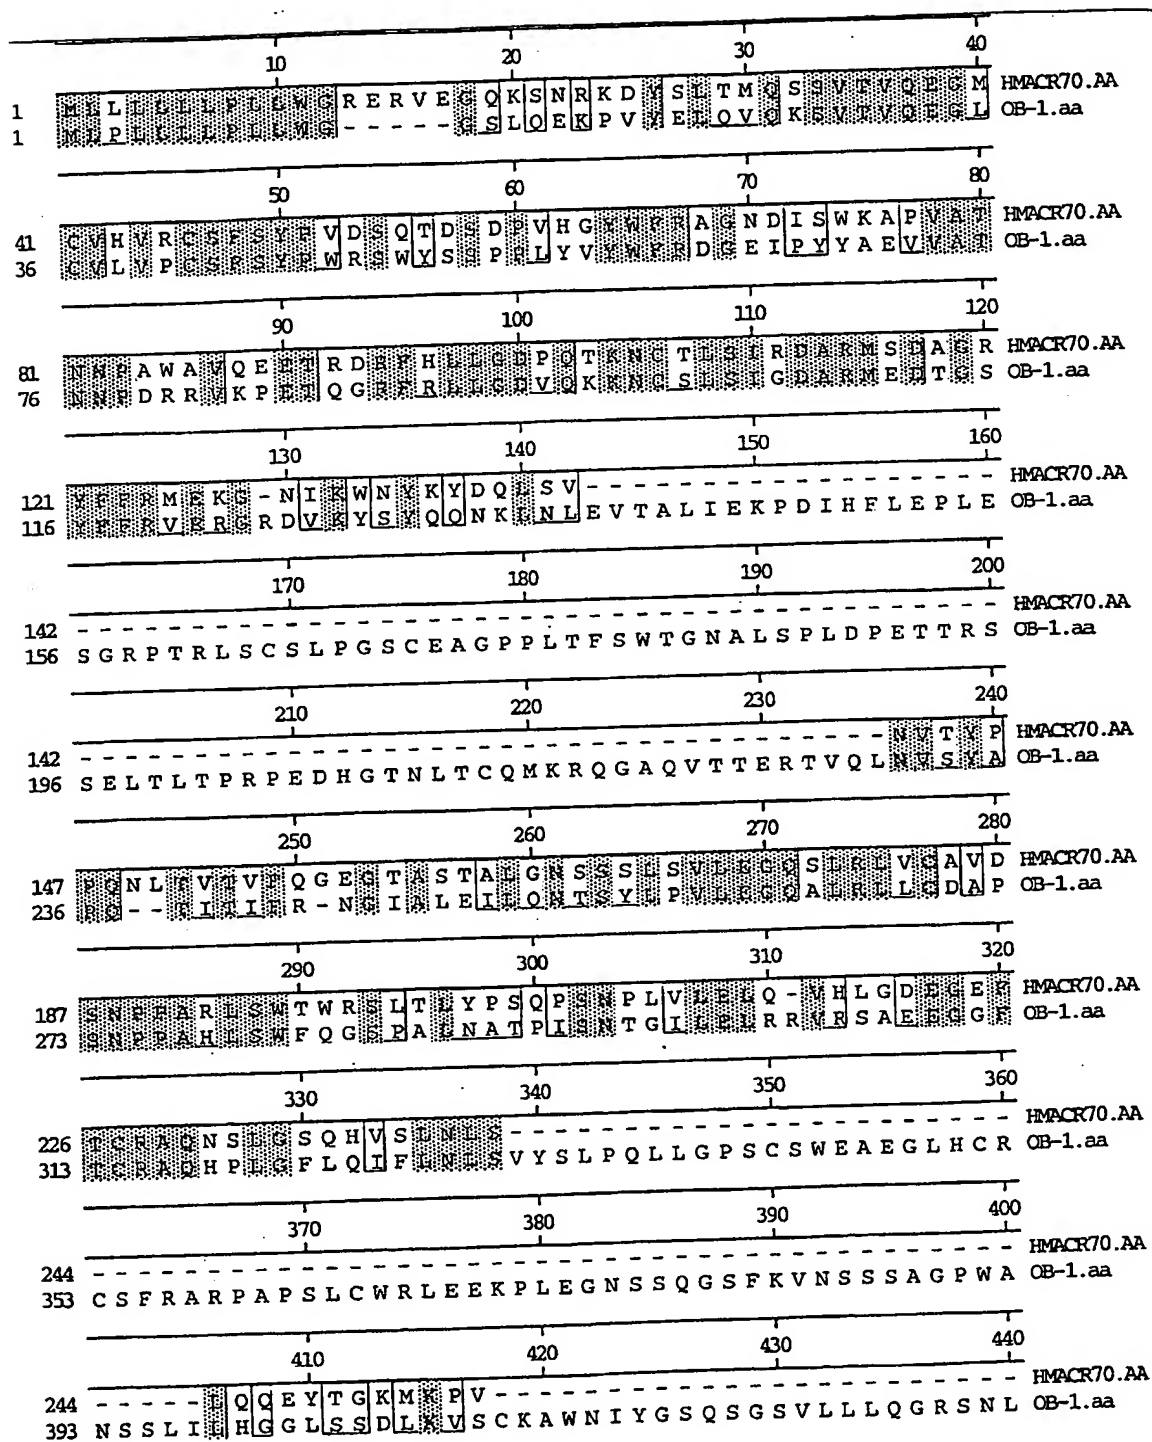 10 20 30 40
1 M L L L L L L P L L W G R E R V E G Q K S N R K D Y S L T M Q S S V T V Q E G M HMACR70.AA
1 M L P L L L L P L L W G - - - - - G S L Q E K P V Y E L Q V Q K S V T V Q E G L OB-1.aa
50 60 70 80
41 C V H V R C S F S Y P V D S Q T D S D P V H G Y W F R A G N D I S W K A P V A T HMACR70.AA
36 C V L V P C S F S Y P W R S W Y S S P P L Y V Y W F R D G E I P Y Y A E V V A T OB-1.aa
90 100 110 120
81 N N P A W A V Q E E T R D R F H L L G D P Q T K N C T L S I R D A R M S D A G R HMACR70.AA
76 N N P D R R V K P E T Q G R F R L L G D V Q K K N C S L S I G D A R M E D T G S OB-1.aa
130 140 150 160
121 Y F F R M E K G - N I K W N Y K Y D Q L S V - - - - - - - - - - - - - - - - - - HMACR70.AA
116 Y F F R V E R G R D V K Y S Y Q Q N K L N L E V T A L I E K P D I H F L E P L E OB-1.aa
170 180 190 200
142 - - - - - - - - - - - - - - - - - - - - - - - - - - - - - - - - - - - - - - - - HMACR70.AA
156 S G R P T R L S C S L P G S C E A G P P L T F S W T G N A L S P L D P E T T R S OB-1.aa
210 220 230 240
142 - - - - - - - - - - - - - - - - - - - - - - - - - - - - - - - - - - - N V T Y P HMACR70.AA
196 S E L T L T P R P E D H G T N L T C Q M K R Q G A Q V T T E R T V Q L N V S Y A OB-1.aa
250 260 270 280
147 P Q N L T V T V F Q G E G T A S T A L G N S S S L S V L E G Q S L R L V C A V D HMACR70.AA
236 P Q - - T I T I F R - N G I A L E I L Q N T S Y L P V L E G Q A L R L L C D A P OB-1.aa
290 300 310 320
187 S N P P A R L S W T W R S L T L Y P S Q P S N P L V L E L Q - V H L G D E G E F HMACR70.AA
273 S N P P A H L S W F Q G S P A L N A T P I S N T G I L E L R R V R S A E E G G F OB-1.aa
330 340 350 360
226 T C R A Q N S L G S Q H V S L N L S - - - - - - - - - - - - - - - - - - - - - - HMACR70.AA
313 T C R A Q H P L G F L Q I F L N L S V Y S L P Q L L G P S C S W E A E G L H C R OB-1.aa
370 380 390 400
244 - - - - - - - - - - - - - - - - - - - - - - - - - - - - - - - - - - - - - - - - HMACR70.AA
353 C S F R A R P A P S L C W R L E E K P L E G N S S Q G S F K V N S S S A G P W A OB-1.aa
410 420 430 440
244 - - - - - L Q Q E Y T G K M K P V - - - - - - - - - - - - - - - - - - - - - - - HMACR70.AA
393 N S S L I L H G G L S S D L K V S C K A W N I Y G S Q S G S V L L L Q G R S N L OB-1.aa